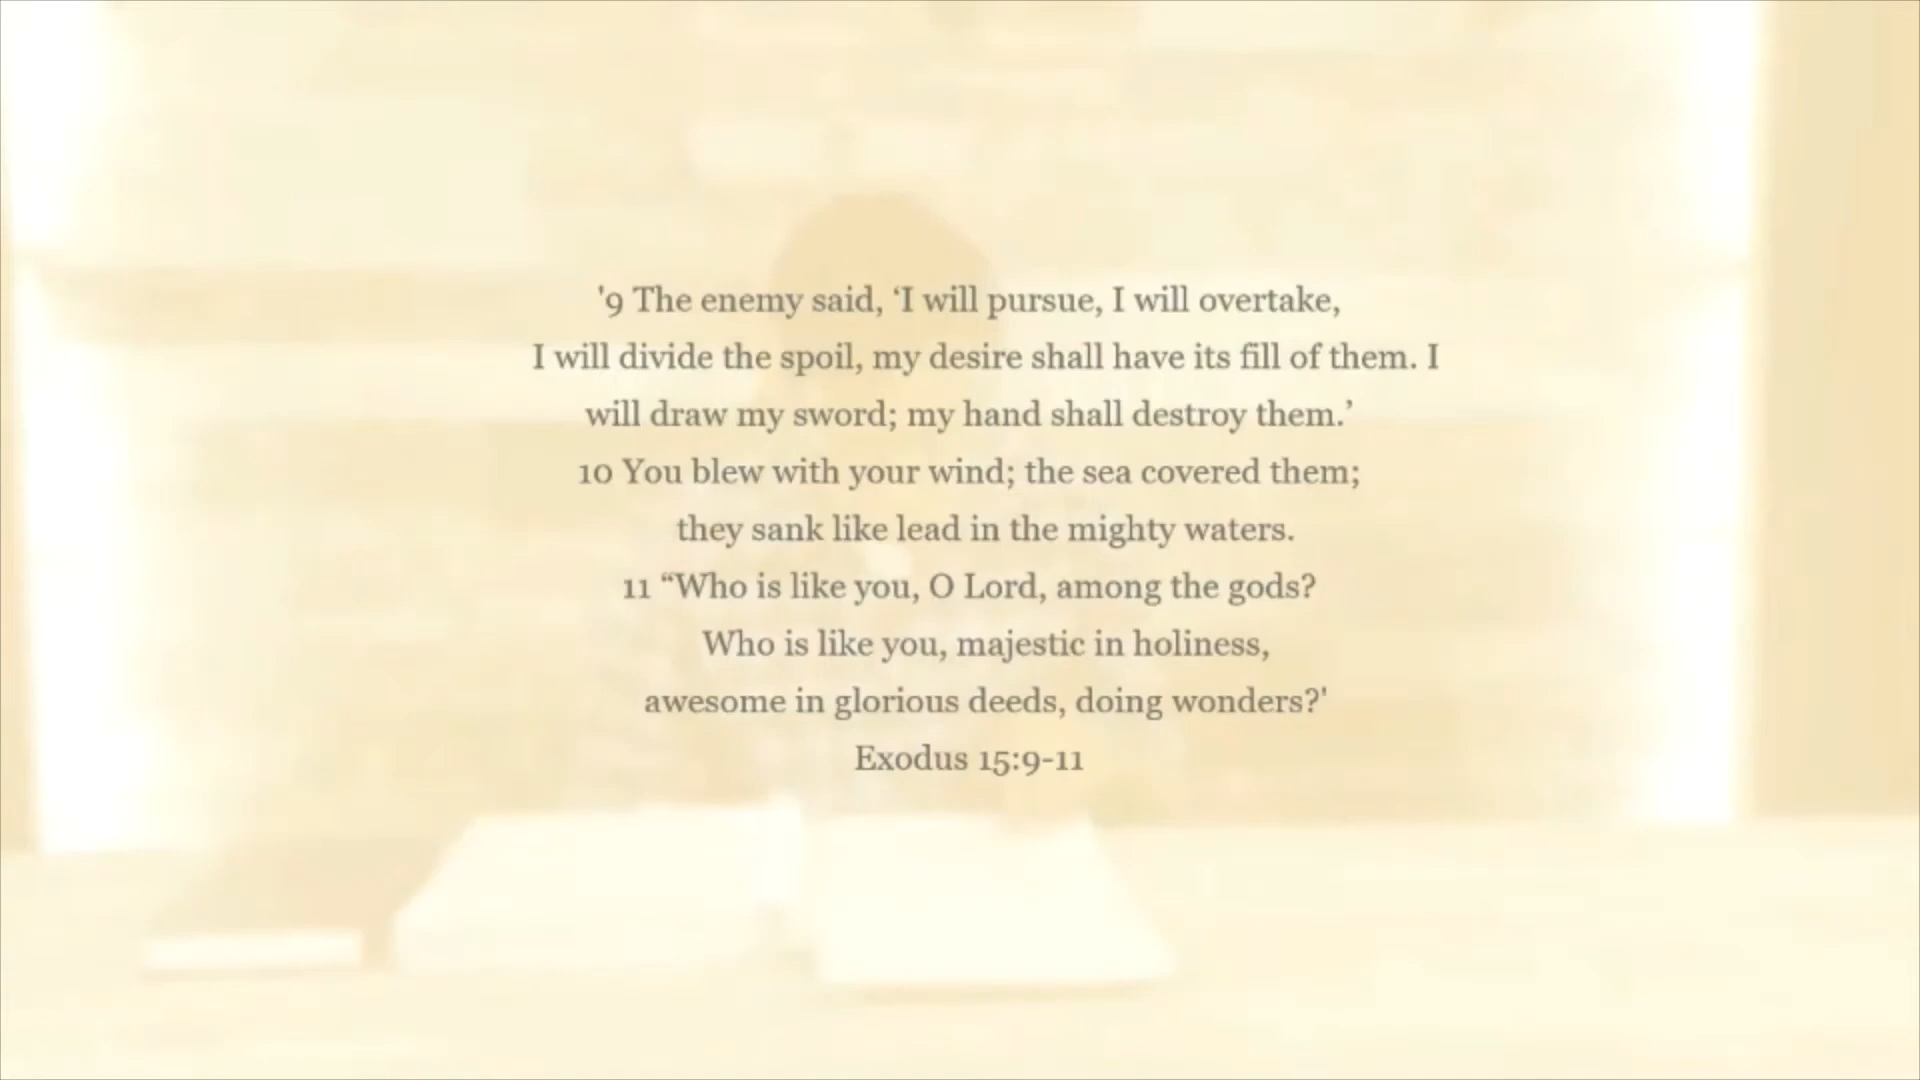 '9 The enemy said, ‘I will pursue, I will overtake,
I will divide the spoil, my desire shall have its fill of them. I
will draw my sword; my hand shall destroy them.’
10 You blew with your wind; the sea covered them;
they sank like lead in the mighty waters.
11 “Who is like you, O Lord, among the gods?
Who is like you, majestic in holiness,
awesome in glorious deeds, doing wonders?'
Exodus 15:9-11